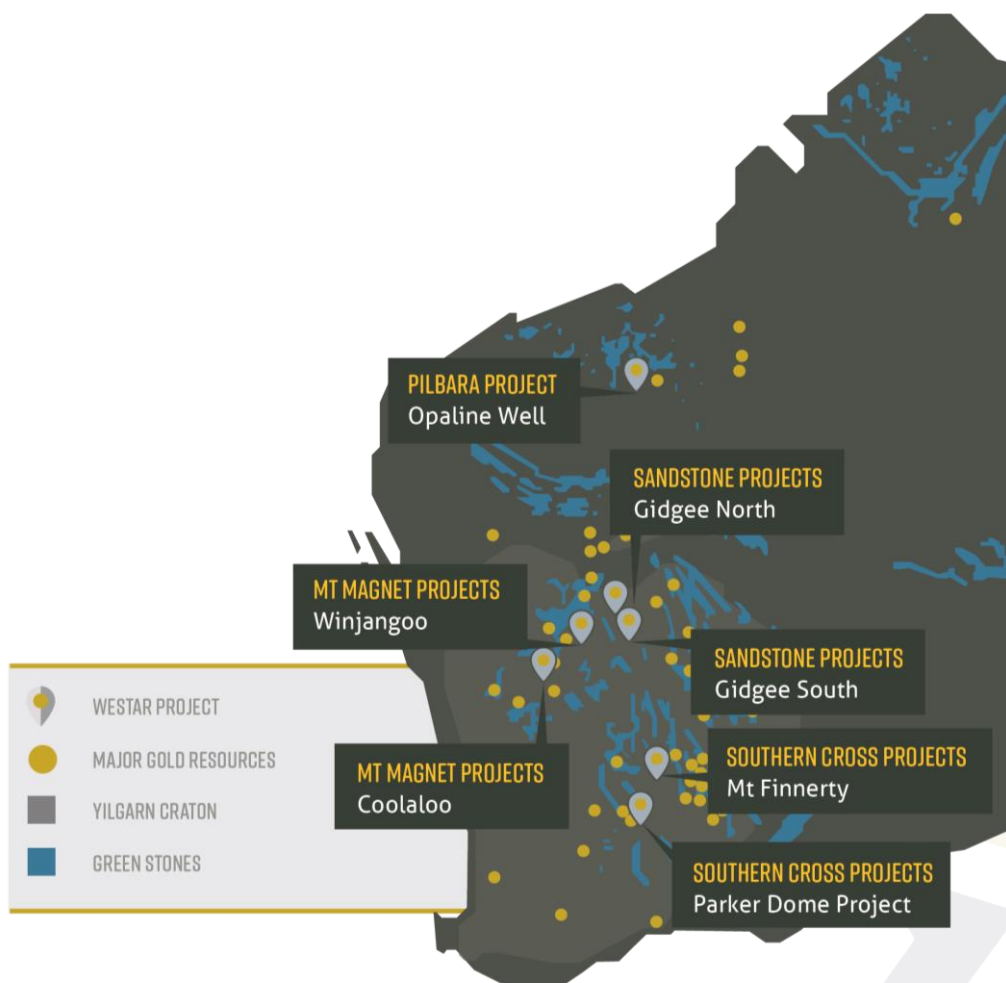 PILBARA PROJECT
Opaline Well
SANDSTONE PROJECTS
Gidgee North
MT MAGNET PROJECTS
Winjangoo
SANDSTONE PROJECTS
Gidgee South
WESTAR PROJECT
MAJOR GOLD RESOURCES
YILGARN CRATON
GREEN STONES
MT MAGNET PROJECTS
Coolaloo
SOUTHERN CROSS PROJECTS
Mt Finnerty
SOUTHERN CROSS PROJECTS
Parker Dome Project